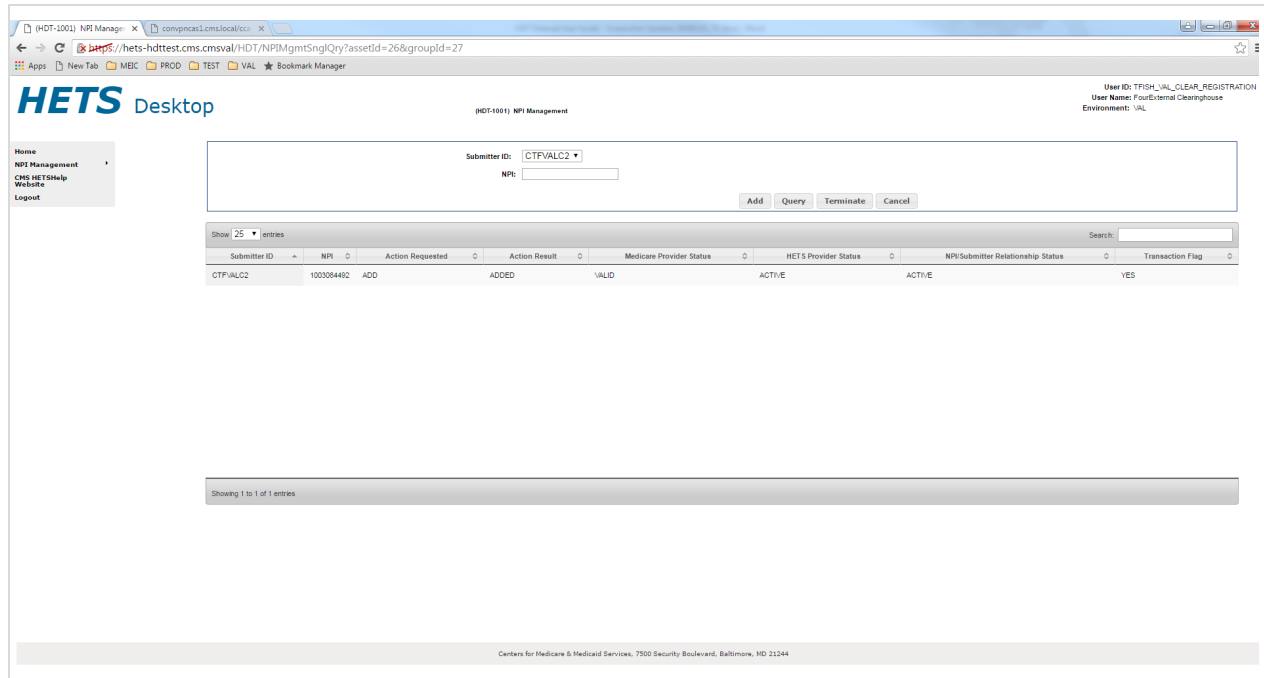 (HDT-1001) NPI Manage
convpncas1.cms.local/cca
https://hets-hdttest.cms.cmsval/HDT/NPIMgmtSnglQry?assetId=26&groupId=27
Apps New Tab MEIC PROD TEST VAL Bookmark Manager
HETS Desktop
(HDT-1001) NPI Management
User ID: TFISH_VAL_CLEAR_REGISTRATION
User Name: FourExternal Clearinghouse
Environment: VAL
Home
NPI Management
CMS HETSHelp
Website
Logout
Submitter ID: CTFVALC2
NPI:
Add Query Terminate Cancel
Show 25 entries Search:
Submitter ID NPI Action Requested Action Result Medicare Provider Status HETS Provider Status NPI/Submitter Relationship Status Transaction Flag
CTFVALC2 1003084492 ADD ADDED VALID ACTIVE ACTIVE YES
Showing 1 to 1 of 1 entries
Centers for Medicare & Medicaid Services, 7500 Security Boulevard, Baltimore, MD 21244